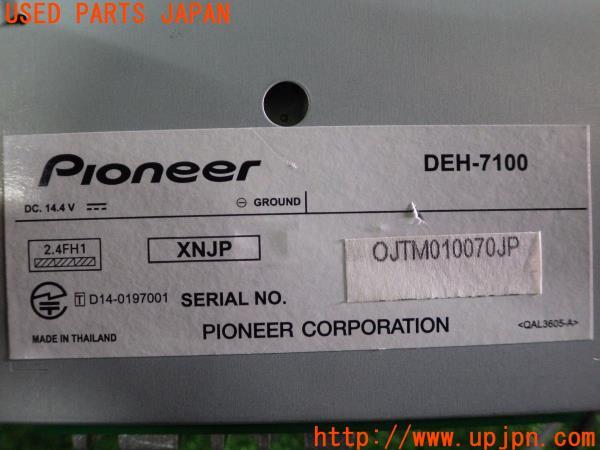 USED PARTS JAPAN
Pioneer
DEH-7100
DC. 14.4 V
⊖ GROUND
2.4FH1
XNJP
OJTM010070JP
T D14-0197001
SERIAL NO.
MADE IN THAILAND
PIONEER CORPORATION
<QAL3605-A>
http://www.upjpn.com